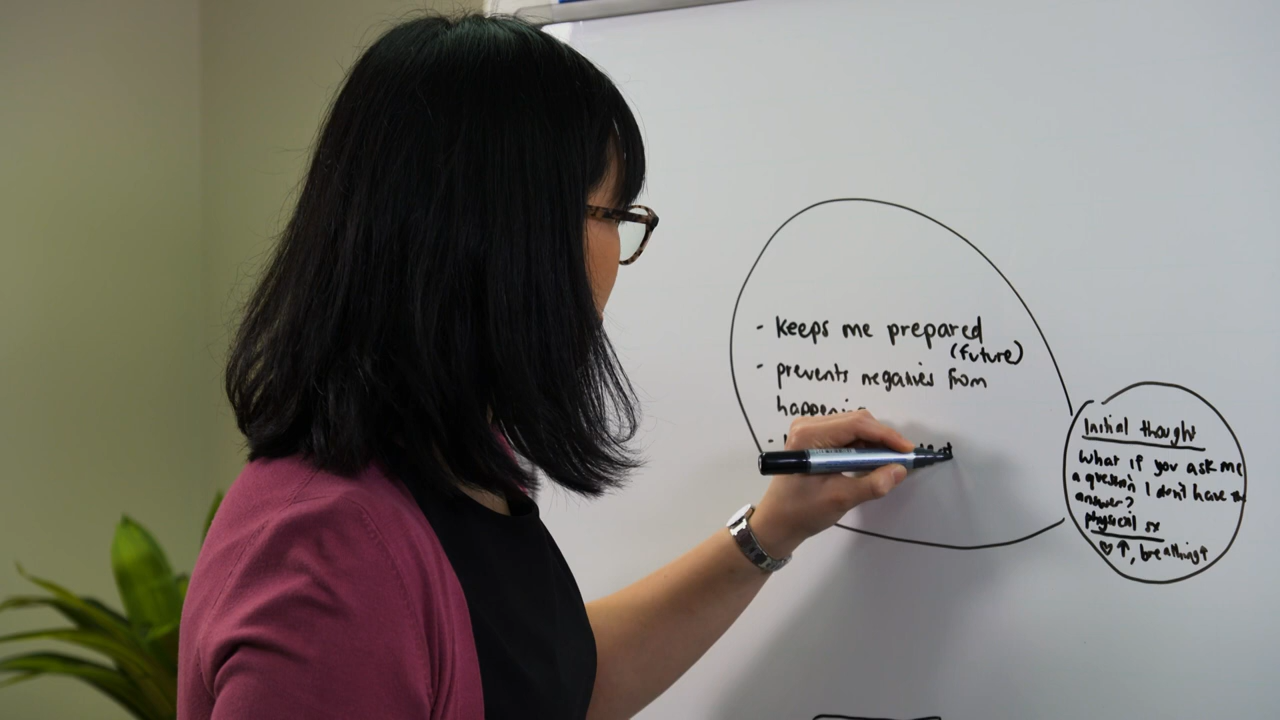 - Keeps me prepared
(future)
- prevents negatives from
happening
-
Initial thought
What if you ask me
a question I don't have the
answer?
physical sx
♡↑, breathing↑